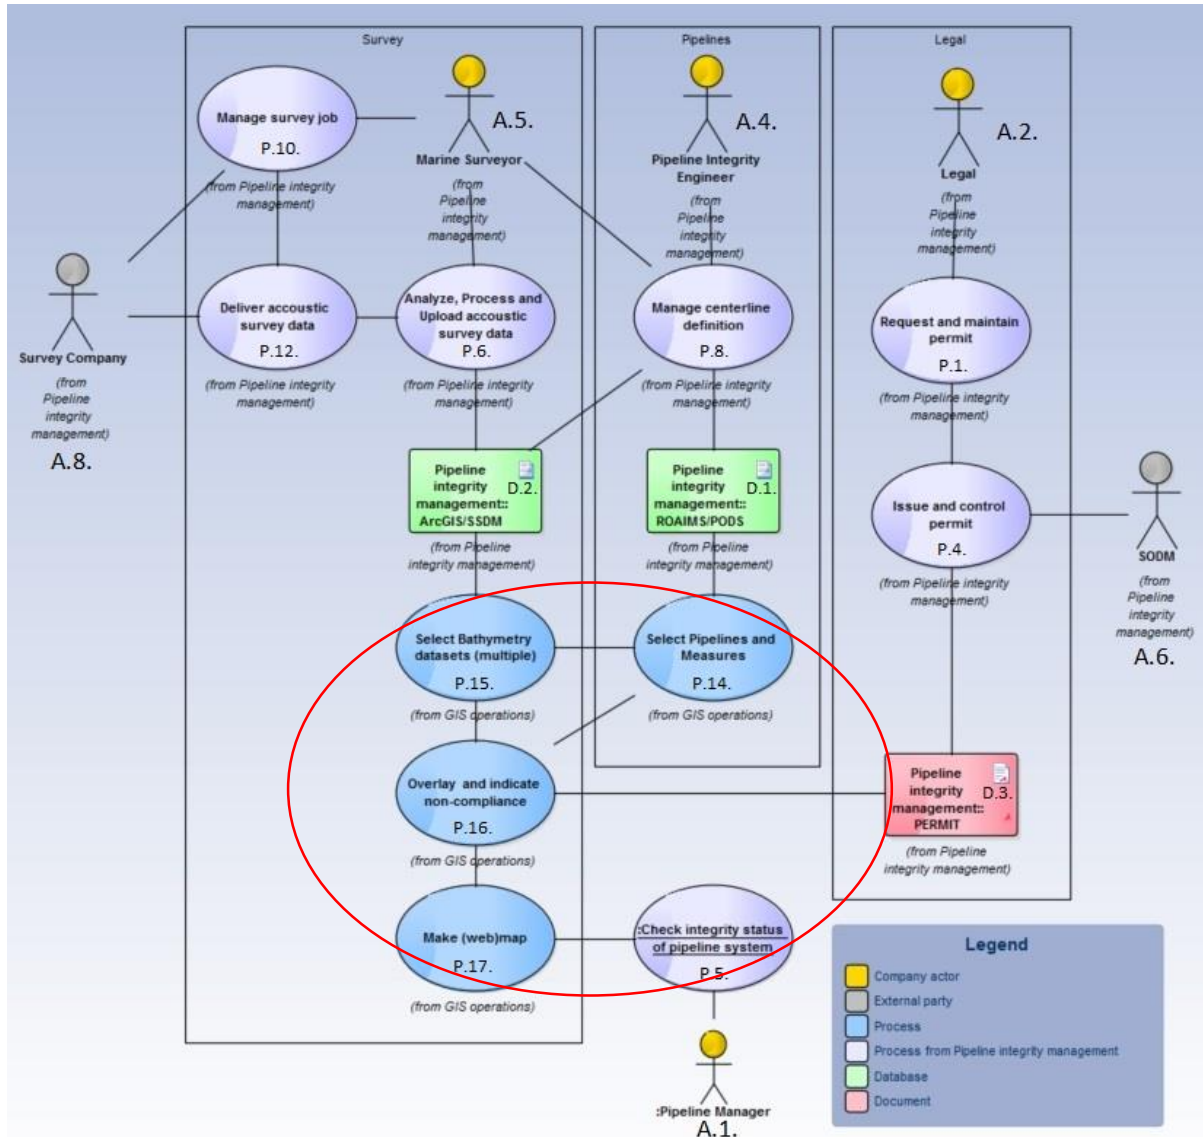 Survey
Pipelines
Legal
Manage survey job
P.10.
(from Pipeline integrity
management)
A.5.
Marine Surveyor
(from
Pipeline
integrity
management)
A.4.
Pipeline Integrity
Engineer
(from
Pipeline
integrity
management)
A.2.
Legal
(from
Pipeline
integrity
management)
Survey Company
(from
Pipeline
integrity
management)
A.8.
Deliver accoustic
survey data
P.12.
(from Pipeline integrity
management)
Analyze, Process and
Upload accoustic
survey data
P.6.
(from Pipeline integrity
management)
Manage centerline
definition
P.8.
(from Pipeline integrity
management)
Request and maintain
permit
P.1.
(from Pipeline integrity
management)
Pipeline
integrity
management::
ArcGIS/SSDM
D.2.
(from Pipeline
integrity management)
Pipeline
integrity
management::
ROAIMS/PODS
D.1.
(from Pipeline
integrity management)
Issue and control
permit
P.4.
(from Pipeline integrity
management)
SODM
(from
Pipeline
integrity
management)
A.6.
Select Bathymetry
datasets (multiple)
P.15.
(from GIS operations)
Select Pipelines and
Measures
P.14.
(from GIS operations)
Overlay and indicate
non-compliance
P.16.
(from GIS operations)
Pipeline
integrity
management::
PERMIT
D.3.
(from Pipeline
integrity management)
Make (web)map
P.17.
(from GIS operations)
:Check integrity status
of pipeline system
P.5.
:Pipeline Manager
A.1.
Legend
Company actor
External party
Process
Process from Pipeline integrity management
Database
Document